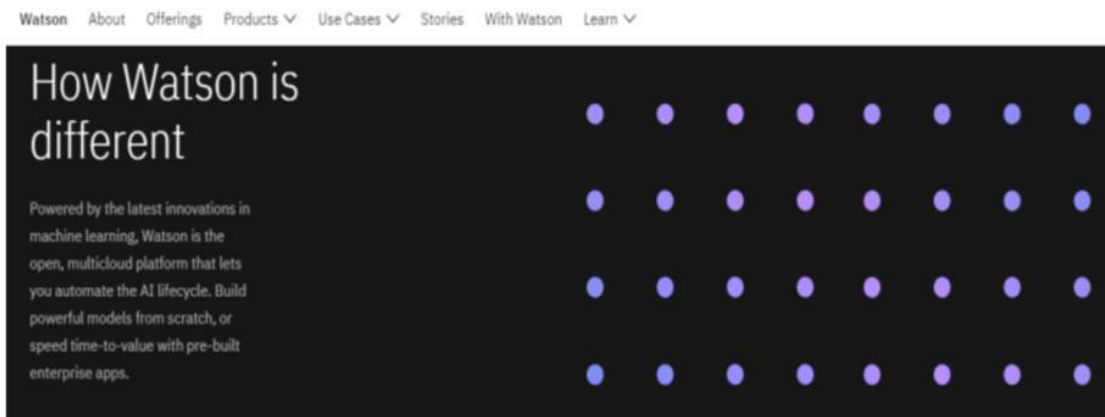 Watson About Offerings Products Use Cases Stories With Watson Learn
How Watson is
different
Powered by the latest innovations in
machine learning, Watson is the
open, multicloud platform that lets
you automate the AI lifecycle. Build
powerful models from scratch, or
speed time-to-value with pre-built
enterprise apps.